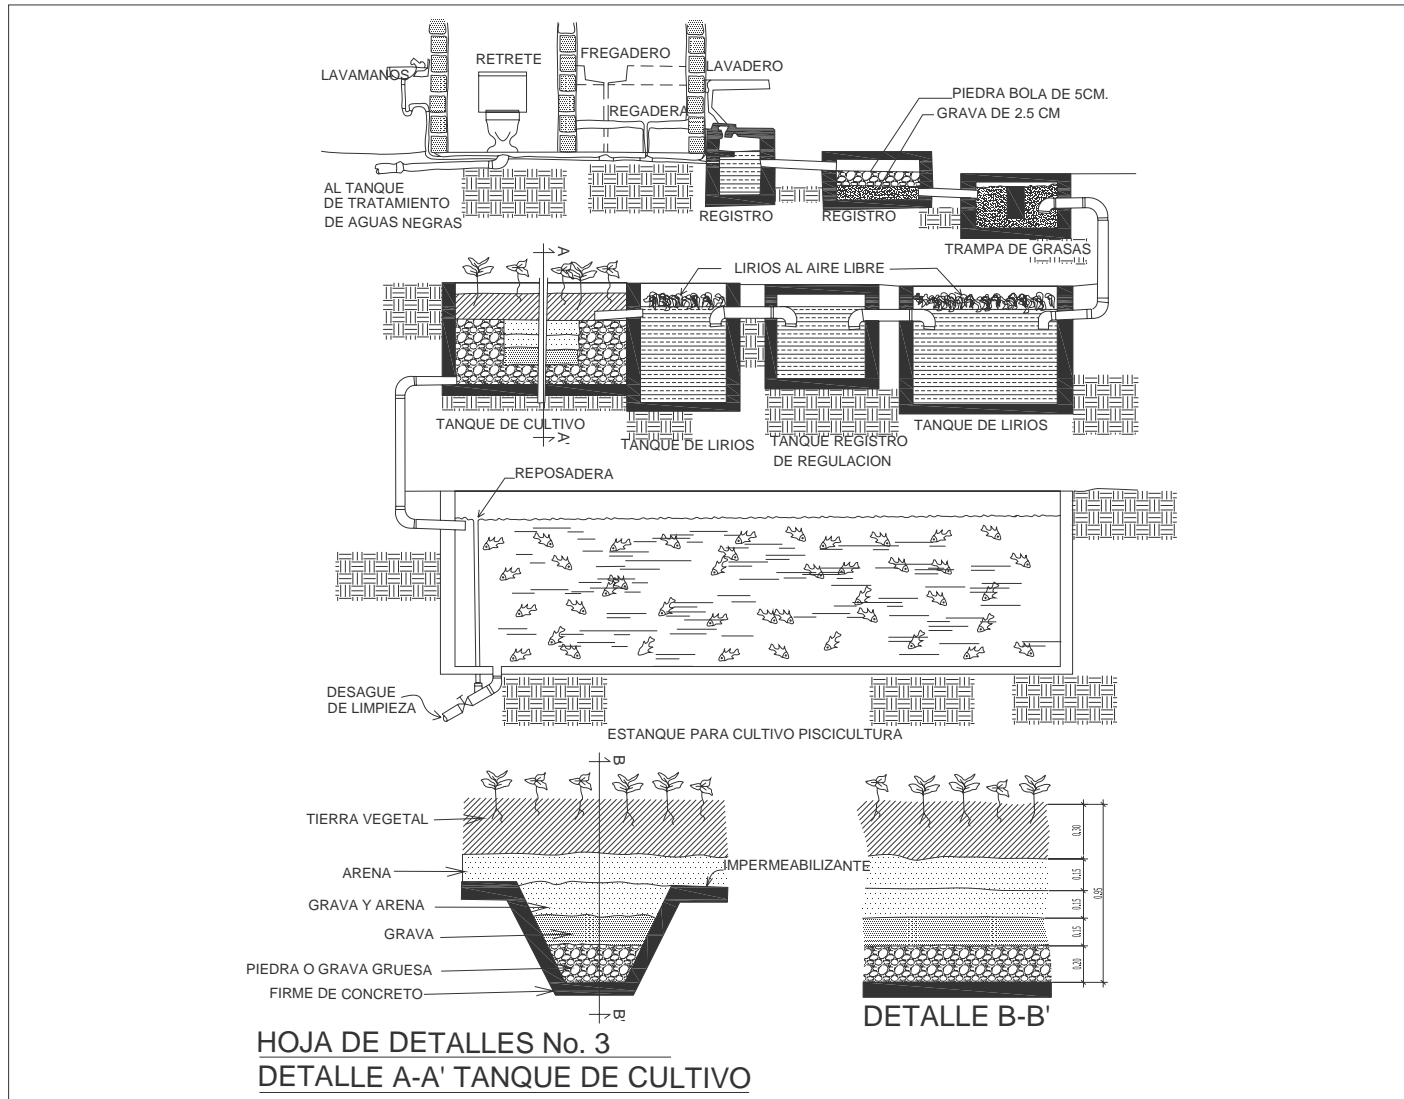 RETRETE
FREGADERO
LAVAMANOS
LAVADERO
REGADERA
PIEDRA BOLA DE 5CM.
GRAVA DE 2.5 CM
AL TANQUE
DE TRATAMIENTO
DE AGUAS NEGRAS
REGISTRO
REGISTRO
TRAMPA DE GRASAS
A
LIRIOS AL AIRE LIBRE
TANQUE DE CULTIVO
A'
TANQUE DE LIRIOS
TANQUE REGISTRO
DE REGULACION
TANQUE DE LIRIOS
REPOSADERA
DESAGUE
DE LIMPIEZA
ESTANQUE PARA CULTIVO PISCICULTURA
B
TIERRA VEGETAL
ARENA
IMPERMEABILIZANTE
GRAVA Y ARENA
GRAVA
PIEDRA O GRAVA GRUESA
FIRME DE CONCRETO
B'
0.30
0.15
0.15
0.15
0.20
0.95
DETALLE B-B'
HOJA DE DETALLES No. 3
DETALLE A-A' TANQUE DE CULTIVO